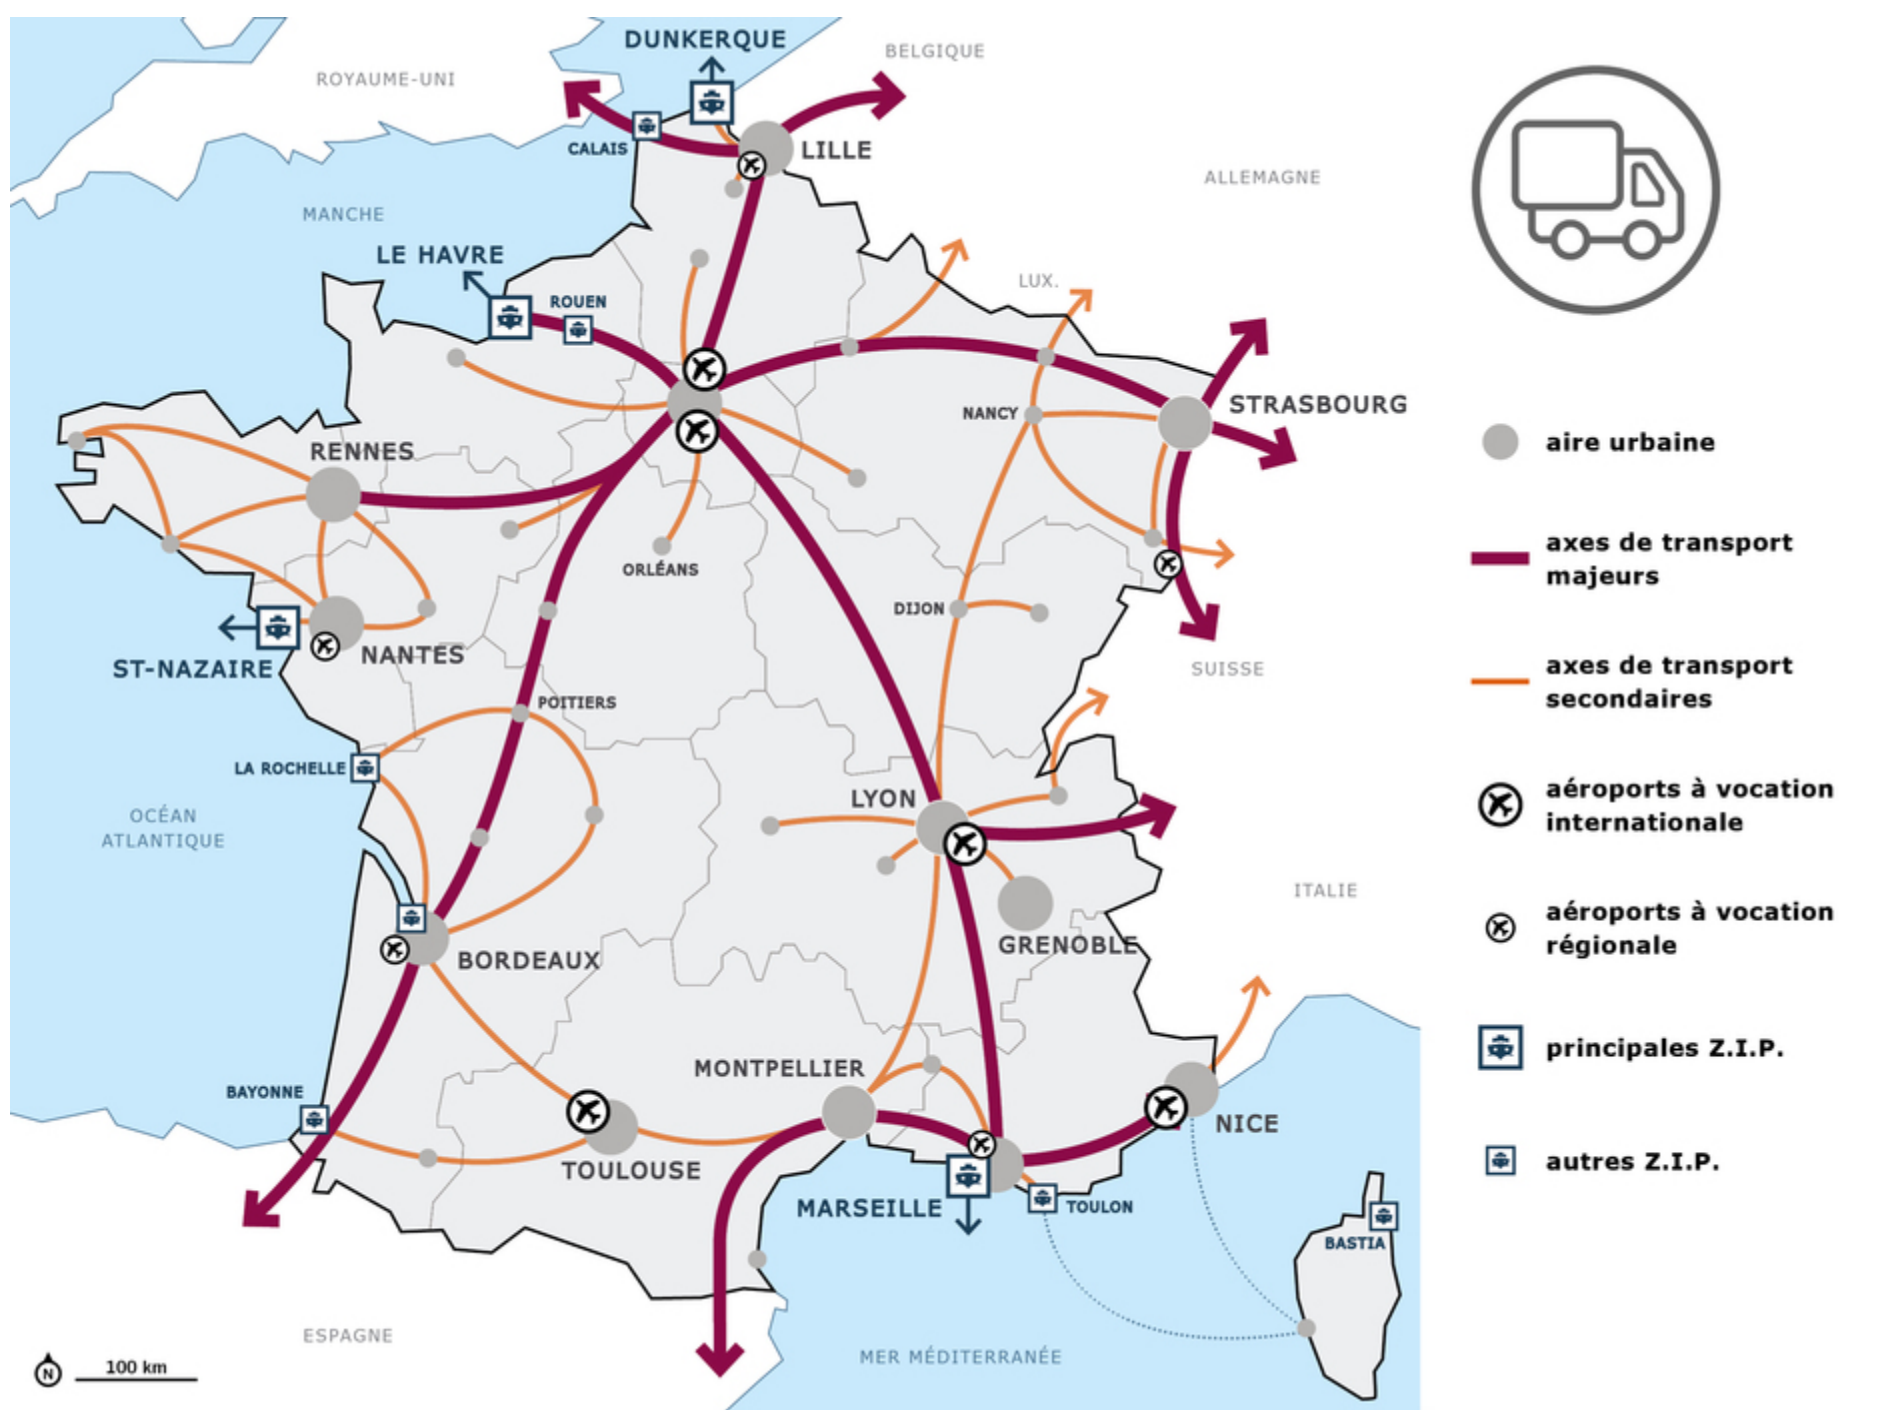 DUNKERQUE
BELGIQUE
ROYAUME-UNI
CALAIS
LILLE
ALLEMAGNE
MANCHE
LE HAVRE
LUX.
ROUEN
STRASBOURG
NANCY
RENNES
ORLÉANS
DIJON
NANTES
ST-NAZAIRE
SUISSE
POITIERS
LA ROCHELLE
LYON
OCÉAN
ATLANTIQUE
ITALIE
GRENOBLE
BORDEAUX
MONTPELLIER
BAYONNE
NICE
TOULOUSE
MARSEILLE
TOULON
BASTIA
ESPAGNE
MER MÉDITERRANÉE
N
100 km
aire urbaine
axes de transport
majeurs
axes de transport
secondaires
aéroports à vocation
internationale
aéroports à vocation
régionale
principales Z.I.P.
autres Z.I.P.